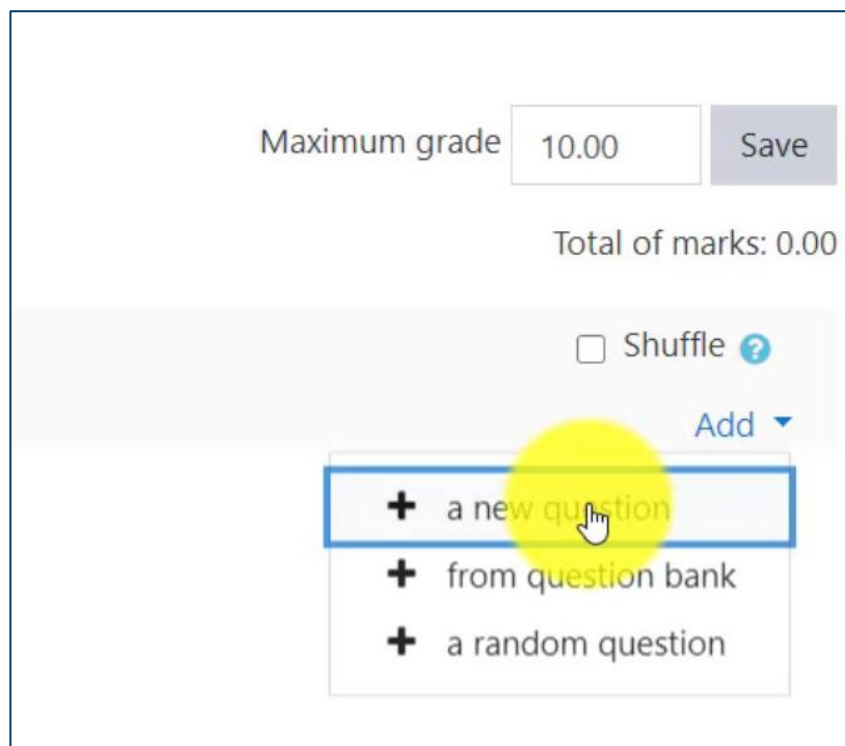 Maximum grade 10.00 Save
Total of marks: 0.00
Shuffle ?
Add
+ a new question
+ from question bank
+ a random question